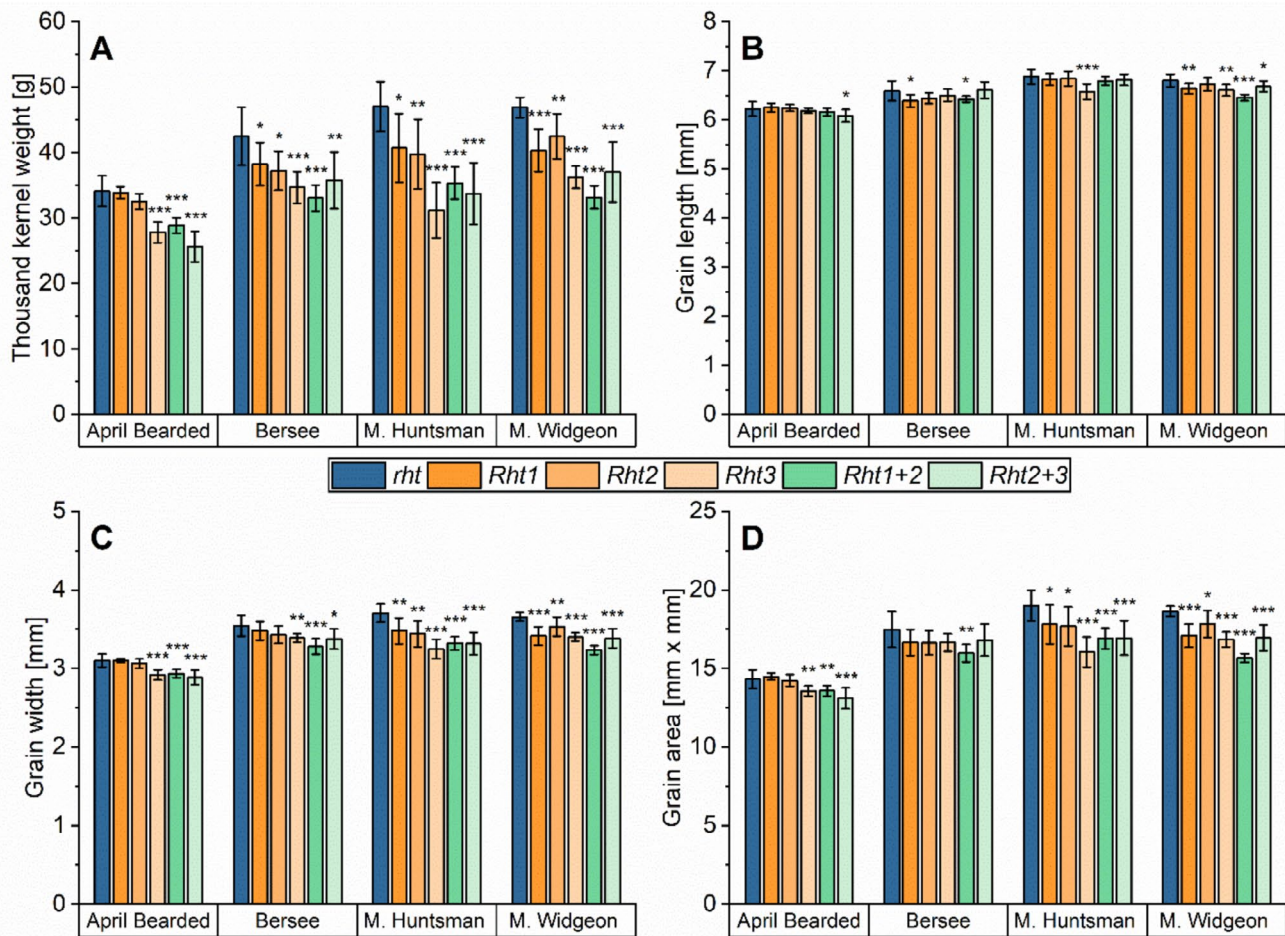 A
Thousand kernel weight [g]
60
50
40
30
20
10
0
* * *** *** **
* ** *** *** ***
*** ** *** *** ***
*** *** ***
April Bearded Bersee M. Huntsman M. Widgeon
B
Grain length [mm]
8
7
6
5
4
3
2
1
0
* * * *** ** ** *** *
April Bearded Bersee M. Huntsman M. Widgeon
rht Rht1 Rht2 Rht3 Rht1+2 Rht2+3
C
Grain width [mm]
5
4
3
2
1
0
*** *** ***
** *** *
** ** *** *** ***
*** ** *** *** ***
April Bearded Bersee M. Huntsman M. Widgeon
D
Grain area [mm x mm]
25
20
15
10
5
0
** ** ***
**
* * *** *** ***
*** * *** *** ***
April Bearded Bersee M. Huntsman M. Widgeon